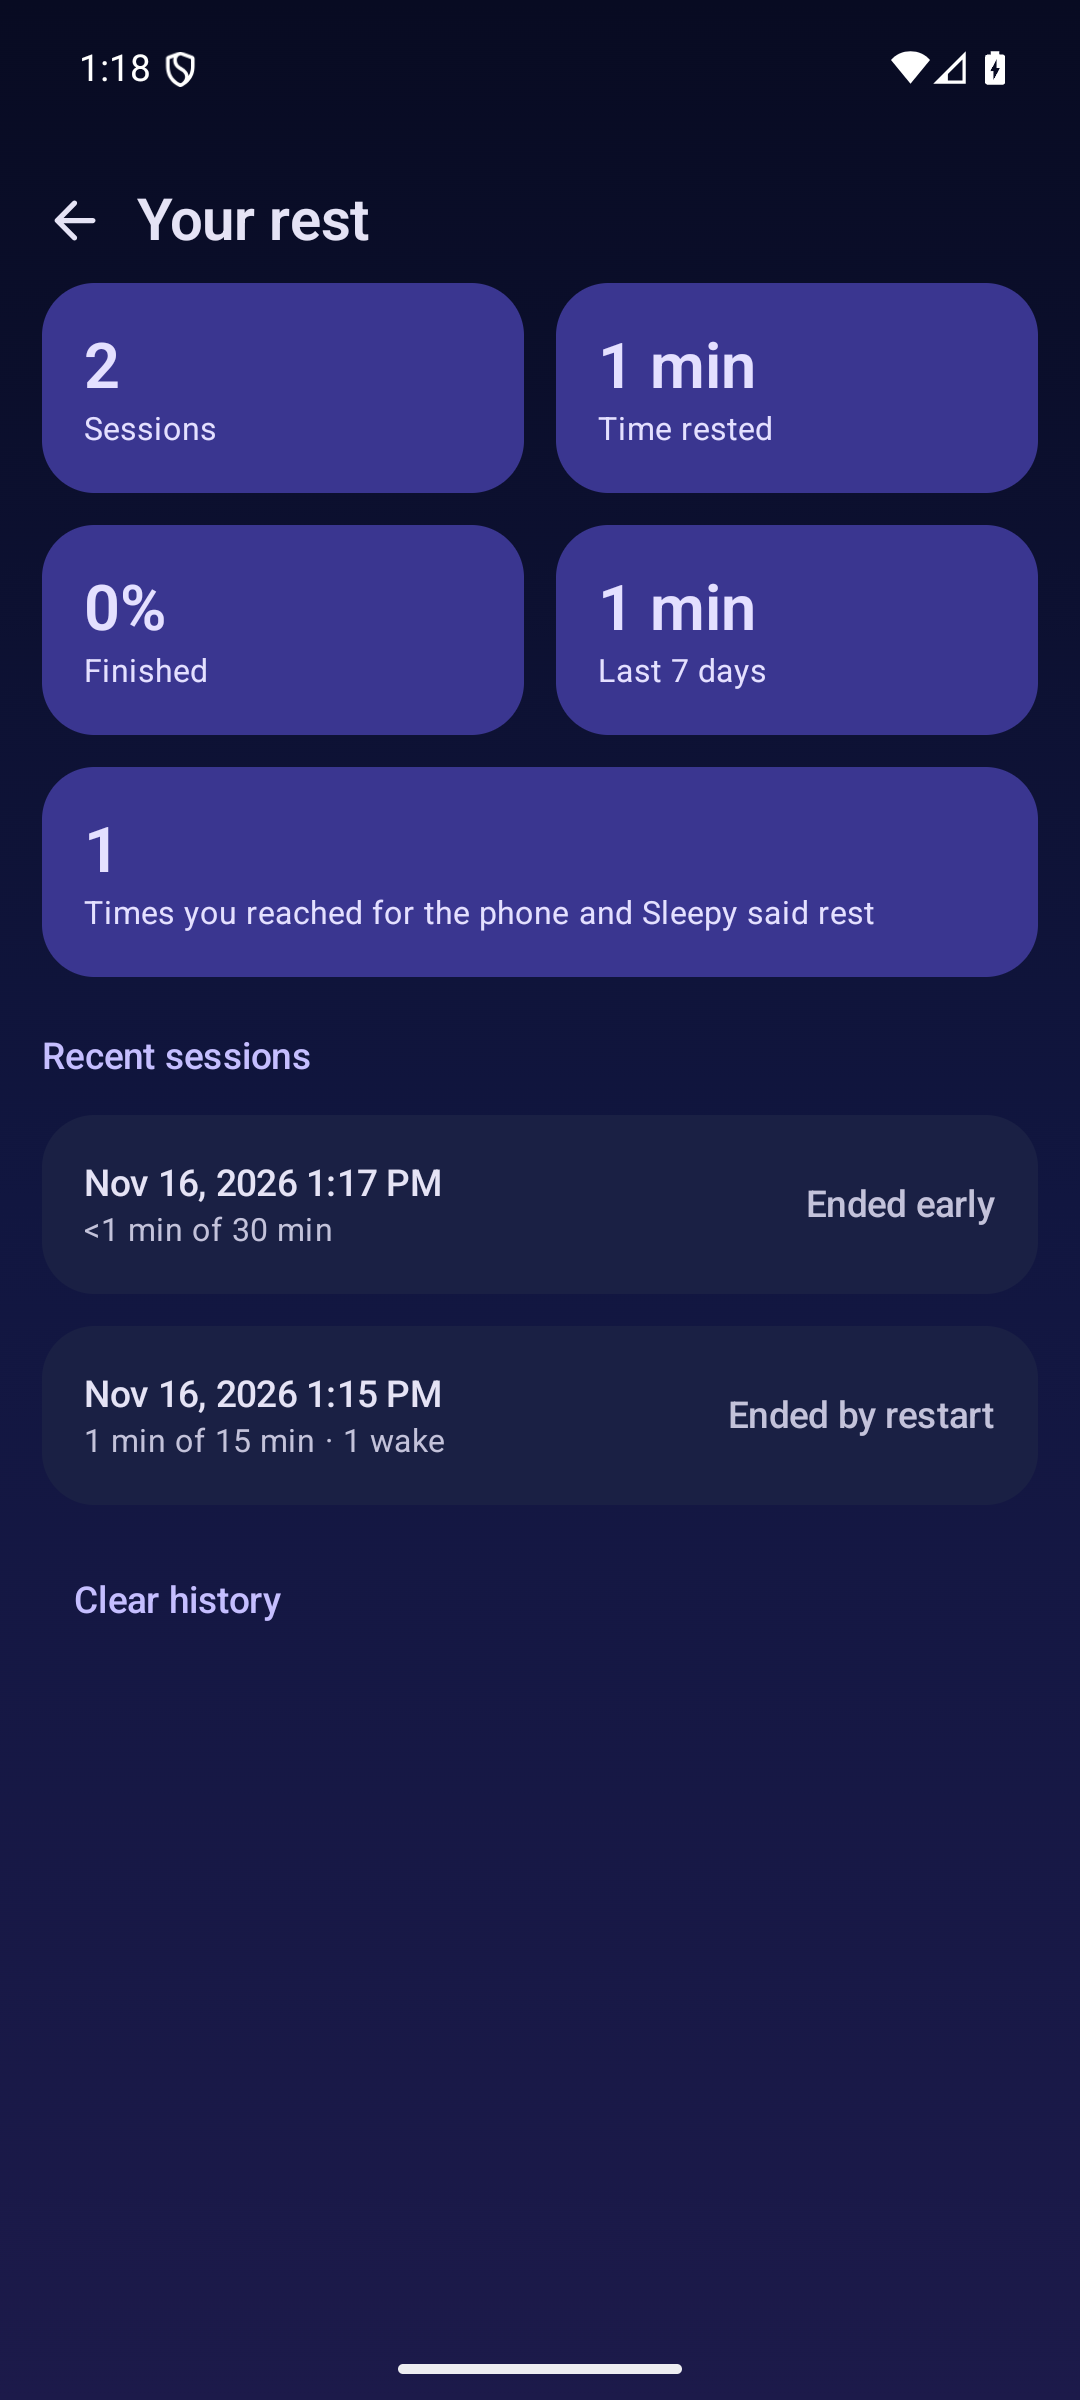 1:18
Your rest
2
Sessions
1 min
Time rested
0%
Finished
1 min
Last 7 days
1
Times you reached for the phone and Sleepy said rest
Recent sessions
Nov 16, 2026 1:17 PM
<1 min of 30 min
Ended early
Nov 16, 2026 1:15 PM
1 min of 15 min · 1 wake
Ended by restart
Clear history